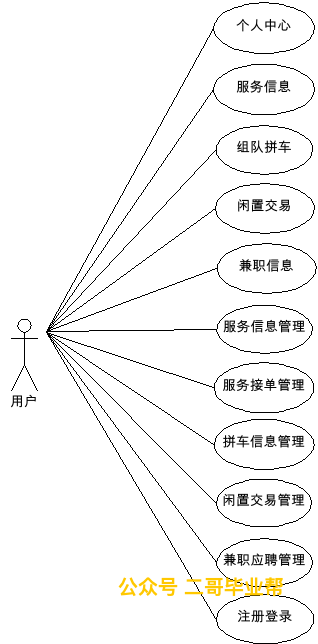 个人中心
服务信息
组队拼车
闲置交易
兼职信息
服务信息管理
服务接单管理
用户
拼车信息管理
闲置交易管理
兼职应聘管理
公众号 二哥毕业帮
注册登录